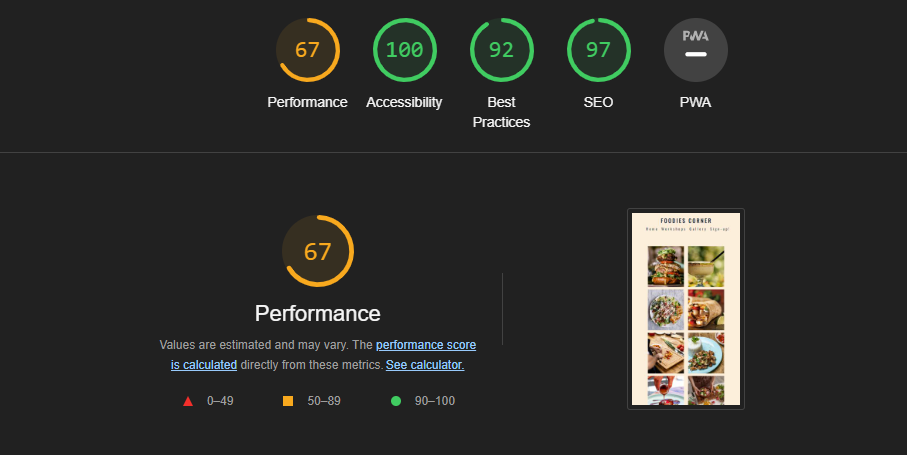 67
100
92
97
PWA
Performance
Accessibility
Best
Practices
SEO
PWA
67
Performance
Values are estimated and may vary. The performance score
is calculated directly from these metrics. See calculator.
0–49
50–89
90–100
FOODIES CORNER
Home Workshops Gallery Sign-up!